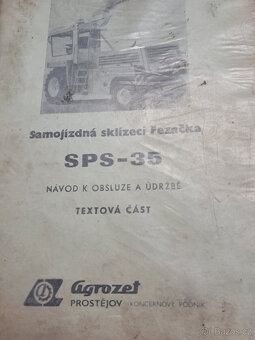 Samojízdná sklízecí řezačka
SPS-35
NÁVOD K OBSLUZE A ÚDRŽBĚ
TEXTOVÁ ČÁST
agrozet
PROSTĚJOV KONCERNOVÝ PODNIK